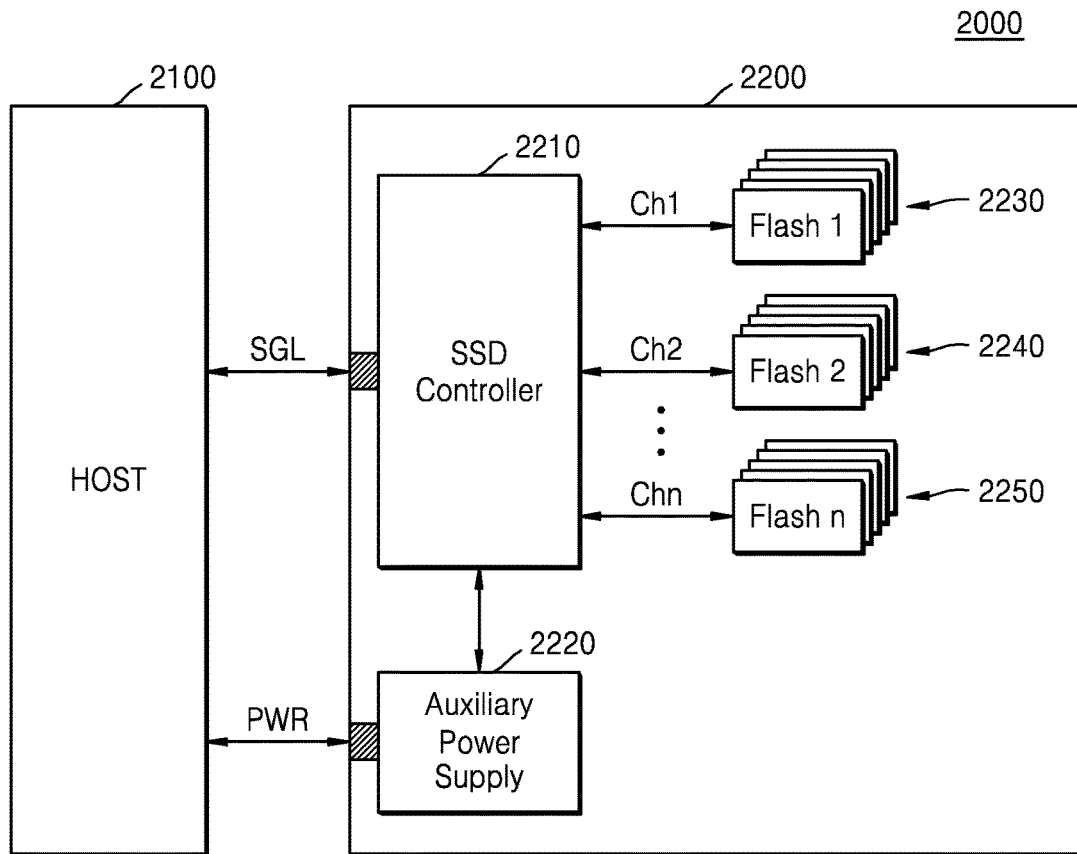 2000
2100
2200
2210
Ch1
Flash 1
2230
SGL
SSD
Controller
Ch2
Flash 2
2240
HOST
Chn
Flash n
2250
2220
PWR
Auxiliary
Power
Supply